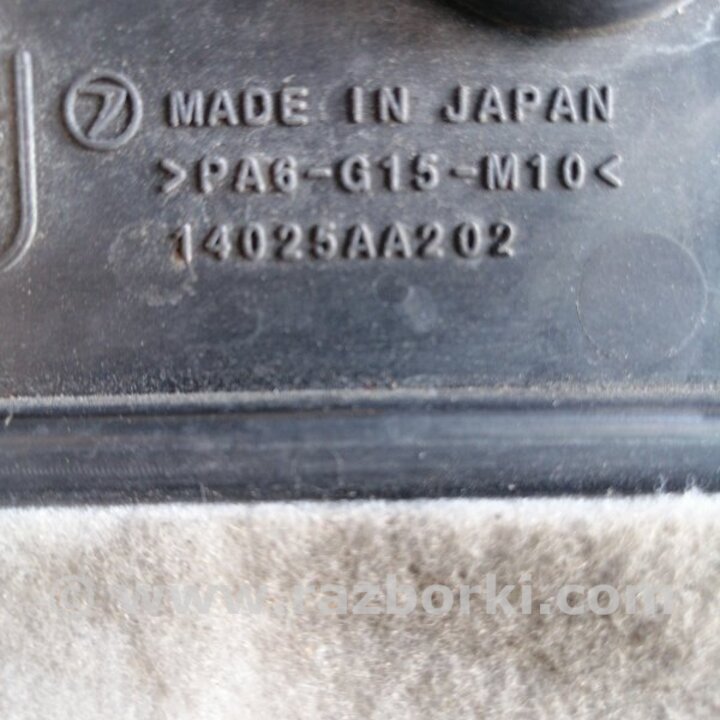 MADE IN JAPAN
>PA6-G15-M10<
14025AA202
© www.razborki.com